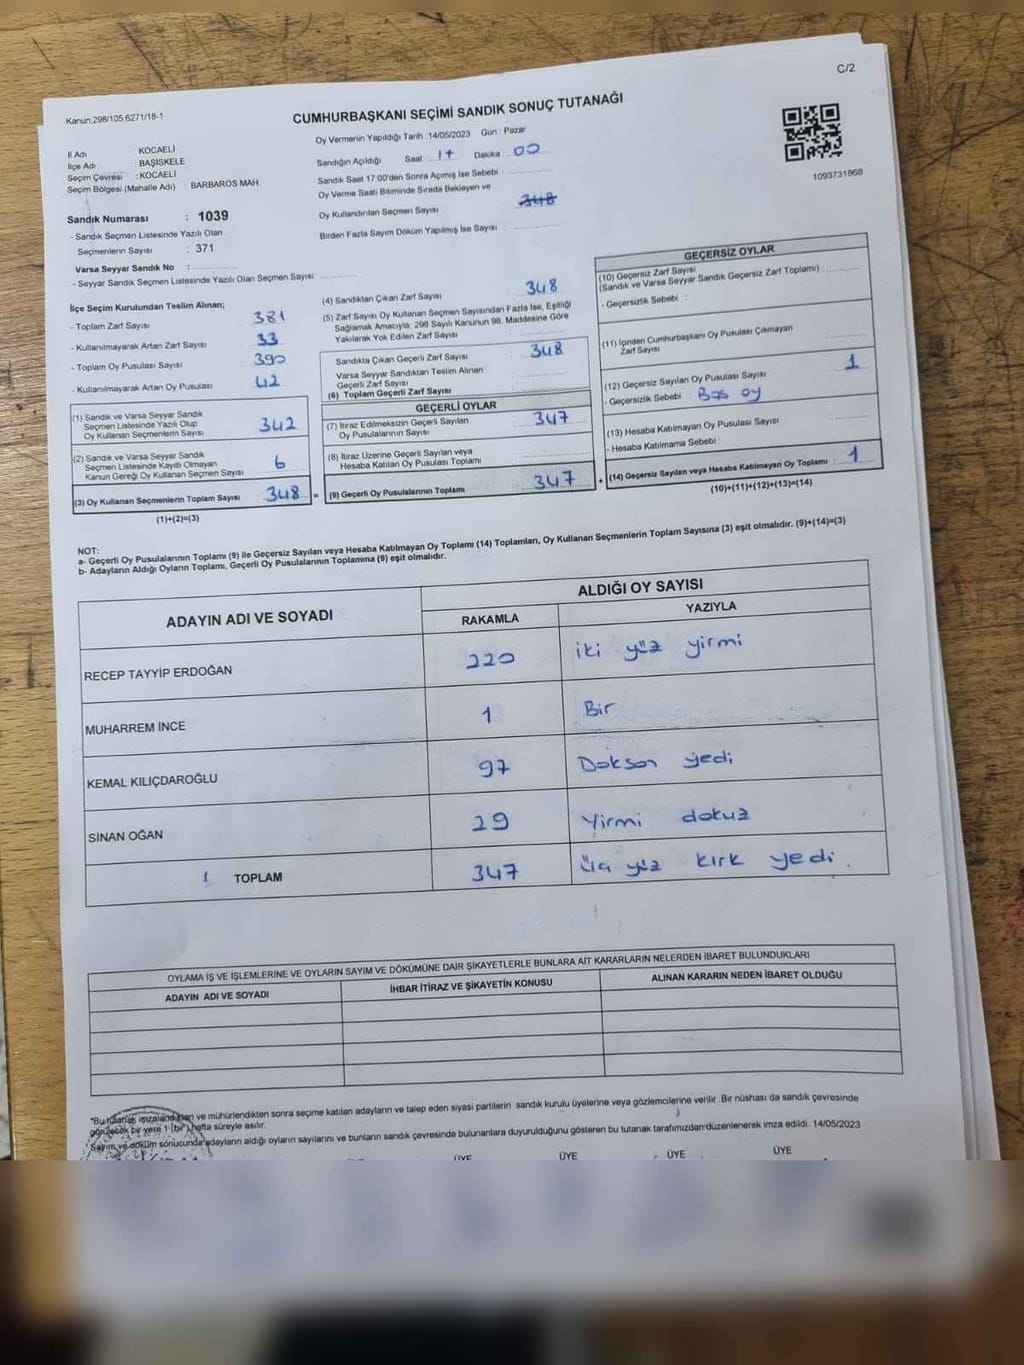 C/2
Kanun,298/105 6271/18-1
CUMHURBAŞKANI SEÇİMİ SANDIK SONUÇ TUTANAĞI
Oy Vermenin Yapıldığı Tarih :14/05/2023 Gün : Pazar
İl Adı : KOCAELİ
İlçe Adı : BAŞİSKELE
Seçim Çevresi : KOCAELİ
Seçim Bölgesi (Mahalle Adı) BARBAROS MAH.
Sandığın Açıldığı Saat 17 Dakika 00
Sandık Saat 17:00'den Sonra Açımış İse Sebebi
Oy Verme Saati Bitiminde Sırada Bekleyen ve
Oy Kullandırılan Seçmen Sayısı 348
Birden Fazla Sayım Döküm Yapılmış İse Sayısı :
1093731868
Sandık Numarası : 1039
- Sandık Seçmen Listesinde Yazılı Olan
Seçmenlerin Sayısı : 371
Varsa Seyyar Sandık No :
- Seyyar Sandık Seçmen Listesinde Yazılı Olan Seçmen Sayısı:
İlçe Seçim Kurulundan Teslim Alınan;
- Toplam Zarf Sayısı 381
- Kullanılmayarak Artan Zarf Sayısı 33
- Toplam Oy Pusulası Sayısı 390
- Kullanılmayarak Artan Oy Pusulası 42
(1) Sandık ve Varsa Seyyar Sandık
Seçmen Listesinde Yazılı Olup
Oy Kullanan Seçmenlerin Sayısı 342
(2) Sandık ve Varsa Seyyar Sandık
Seçmen Listesinde Kayıtlı Olmayan
Kanun Gereği Oy Kullanan Seçmen Sayısı 6
(3) Oy Kullanan Seçmenlerin Toplam Sayısı 348 =
(1)+(2)=(3)
(4) Sandıktan Çıkan Zarf Sayısı 348
(5) Zarf Sayısı Oy Kullanan Seçmen Sayısından Fazla İse, Eşitliği
Sağlamak Amacıyla; 298 Sayılı Kanunun 98. Maddesine Göre
Yakılarak Yok Edilen Zarf Sayısı
Sandıkta Çıkan Geçerli Zarf Sayısı 348
Varsa Seyyar Sandıktan Teslim Alınan
Geçerli Zarf Sayısı
(6) Toplam Geçerli Zarf Sayısı
GEÇERLİ OYLAR
(7) İtiraz Edilmeksizin Geçerli Sayılan
Oy Pusulalarının Sayısı 347
(8) İtiraz Üzerine Geçerli Sayılan veya
Hesaba Katılan Oy Pusulası Toplamı
(9) Geçerli Oy Pusulalarının Toplamı 347 +
GEÇERSİZ OYLAR
(10) Geçersiz Zarf Sayısı
(Sandık ve Varsa Seyyar Sandık Geçersiz Zarf Toplamı) :
- Geçersizlik Sebebi :
(11) İçinden Cumhurbaşkanı Oy Pusulası Çıkmayan
Zarf Sayısı
(12) Geçersiz Sayılan Oy Pusulası Sayısı 1
- Geçersizlik Sebebi : Boş oy
(13) Hesaba Katılmayan Oy Pusulası Sayısı
- Hesaba Katılmama Sebebi :
(14) Geçersiz Sayılan veya Hesaba Katılmayan Oy Toplamı : 1
(10)+(11)+(12)+(13)=(14)
NOT:
a- Geçerli Oy Pusulalarının Toplamı (9) ile Geçersiz Sayılan veya Hesaba Katılmayan Oy Toplamı (14) Toplamları, Oy Kullanan Seçmenlerin Toplam Sayısına (3) eşit olmalıdır. (9)+(14)=(3)
b- Adayların Aldığı Oyların Toplamı, Geçerli Oy Pusulalarının Toplamına (9) eşit olmalıdır.
ADAYIN ADI VE SOYADI ALDIĞI OY SAYISI
RAKAMLA YAZIYLA
RECEP TAYYİP ERDOĞAN 220 iki yüz yirmi
MUHARREM İNCE 1 Bir
KEMAL KILIÇDAROĞLU 97 Doksan yedi
SİNAN OĞAN 29 Yirmi dokuz
TOPLAM 347 Üç yüz kırk yedi.
OYLAMA İŞ VE İŞLEMLERİNE VE OYLARIN SAYIM VE DÖKÜMÜNE DAİR ŞİKAYETLERLE BUNLARA AİT KARARLARIN NELERDEN İBARET BULUNDUKLARI
ADAYIN ADI VE SOYADI İHBAR İTİRAZ VE ŞİKAYETİN KONUSU ALINAN KARARIN NEDEN İBARET OLDUĞU
*Bu tutanak imzalandıktan ve mühürlendikten sonra seçime katılan adayların ve talep eden siyasi partilerin sandık kurulu üyelerine veya gözlemcilerine verilir .Bir nüshası da sandık çevresinde
görülecek bir yere 1 (bir) hafta süreyle asılır.
Sayım ve döküm sonucunda adayların aldığı oyların sayılarını ve bunların sandık çevresinde bulunanlara duyurulduğunu gösteren bu tutanak tarafımızdan düzenlenerek imza edildi. 14/05/2023
ÜYE ÜYE ÜYE ÜYE